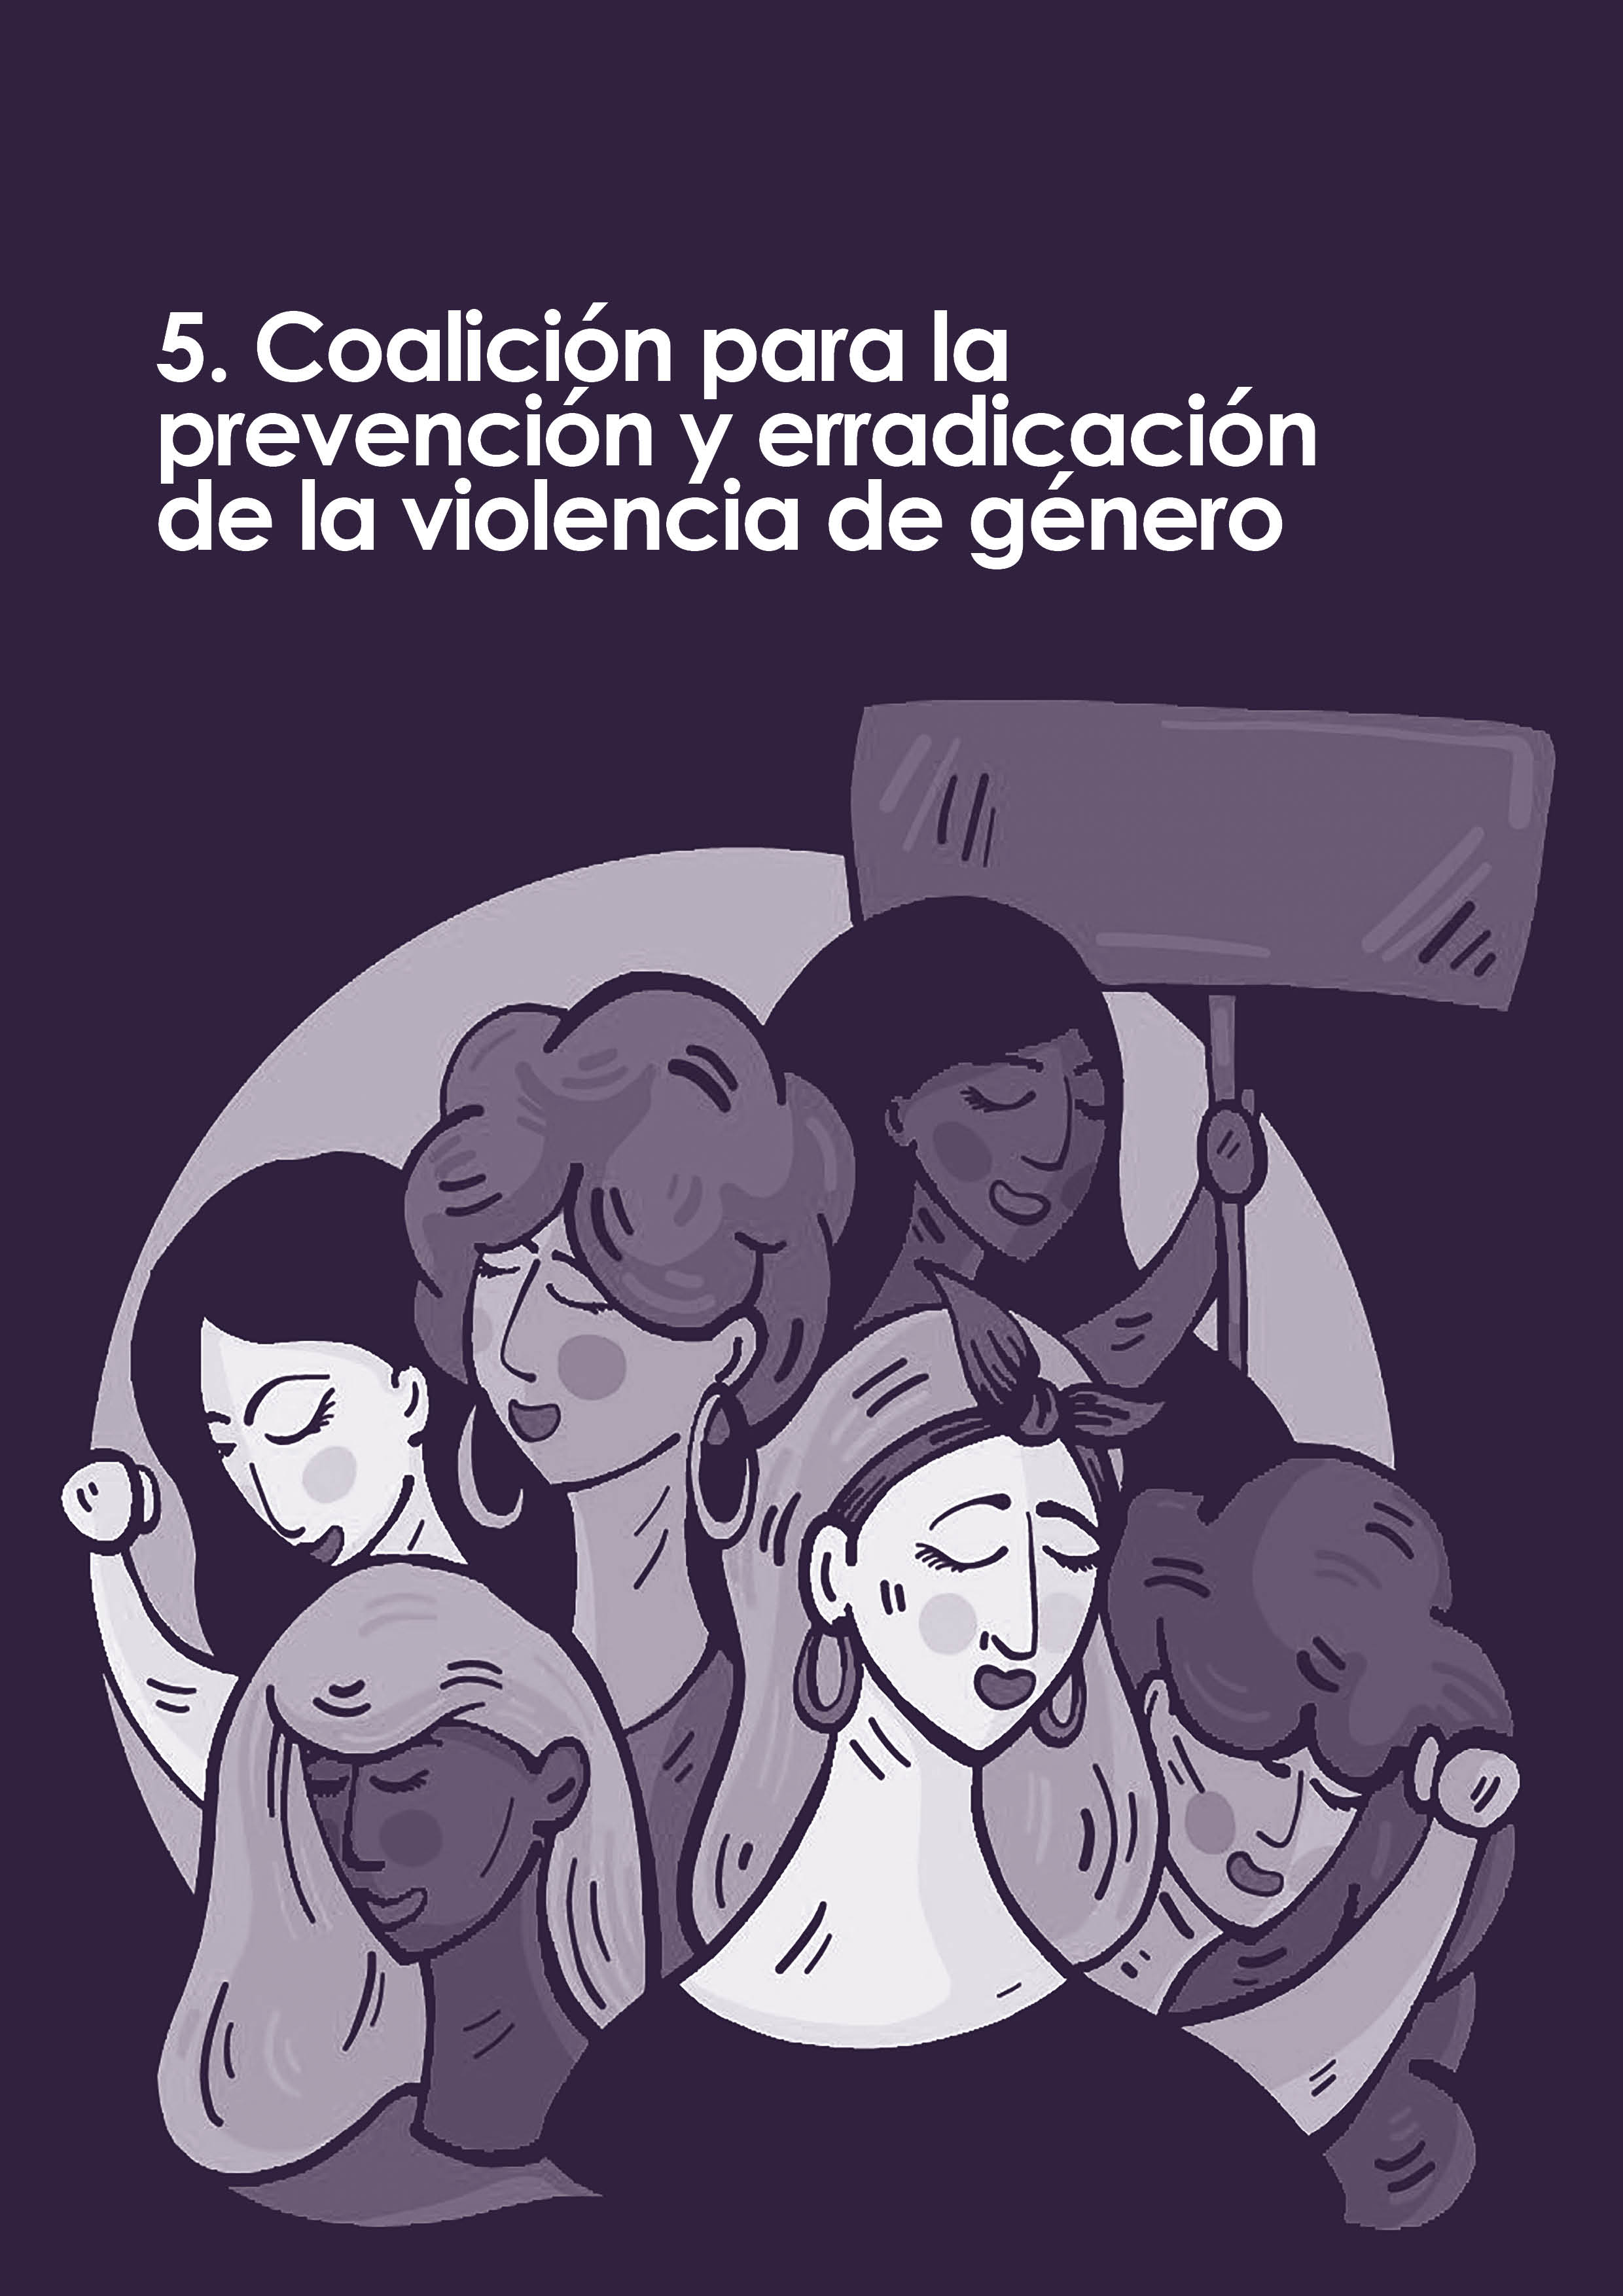 5. Coalición para la
prevención y erradicación
de la violencia de género